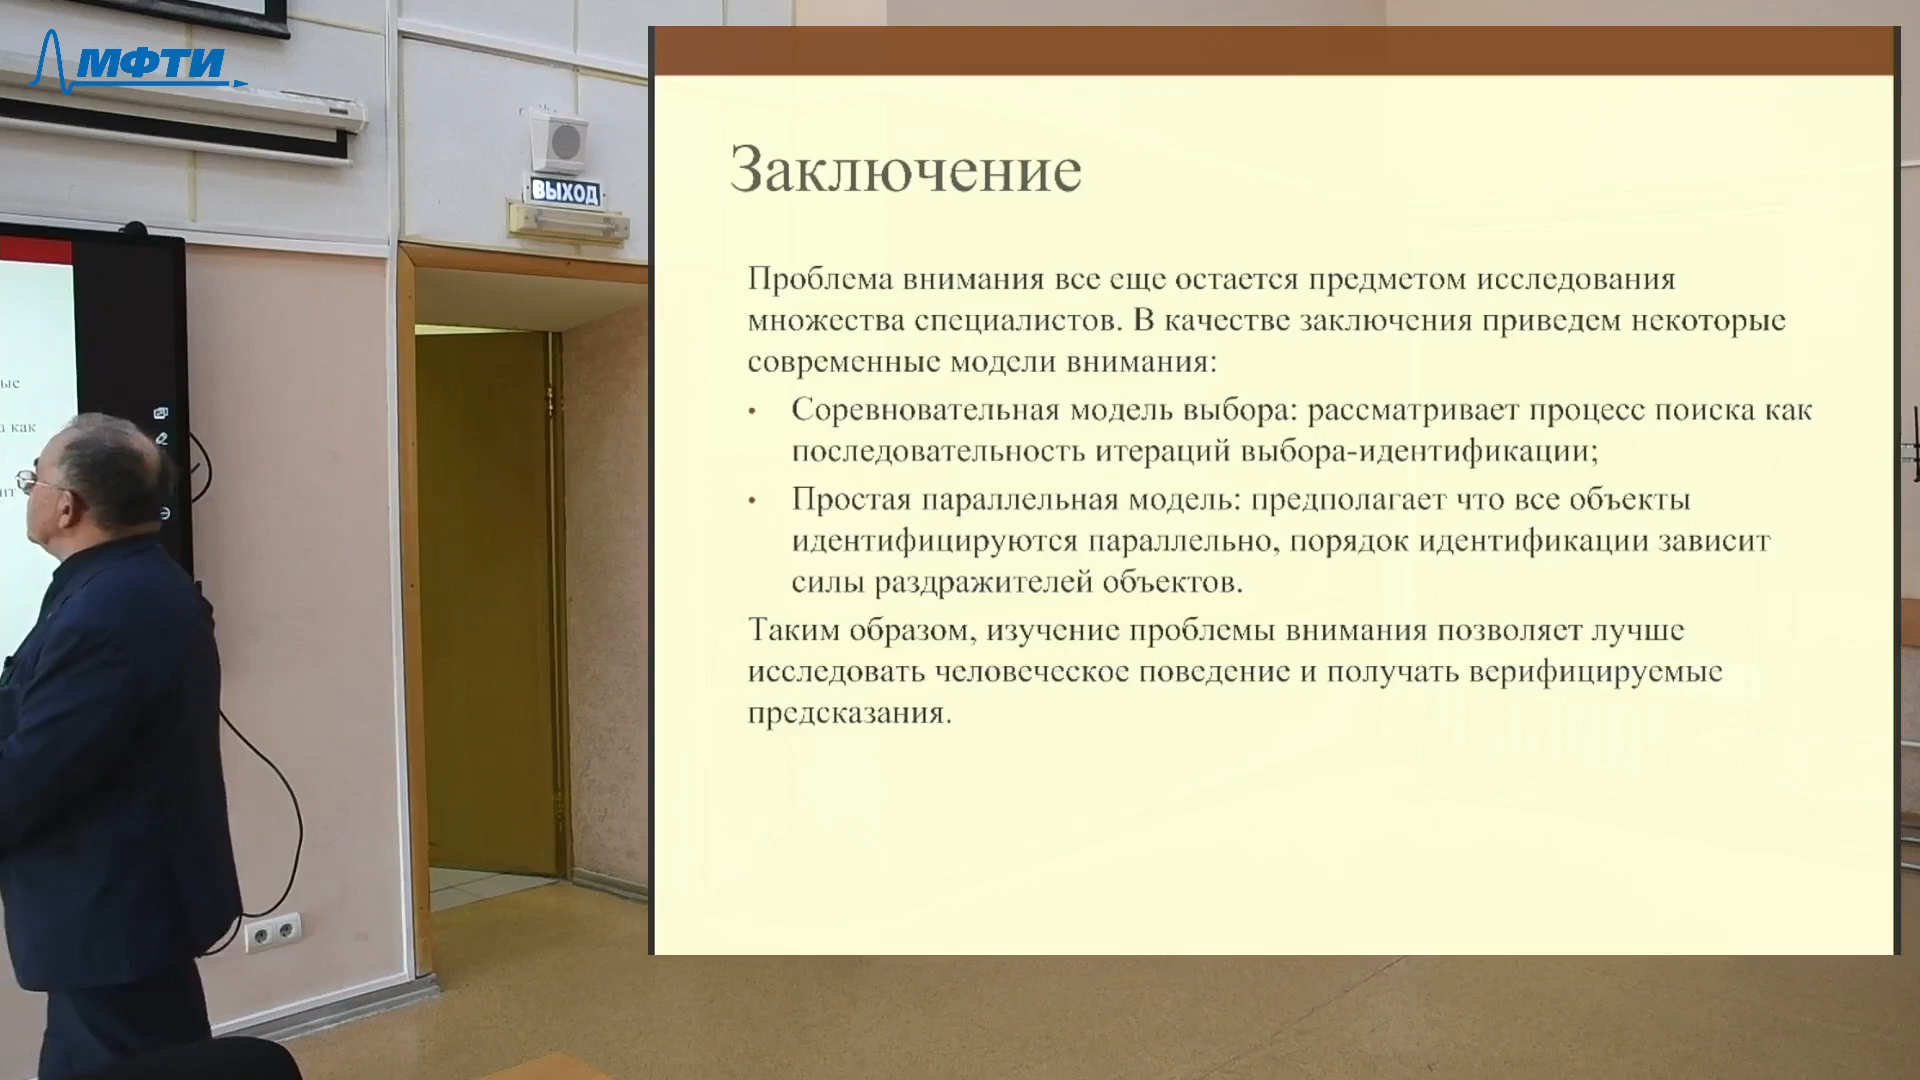 МФТИ
ВЫХОД
ые
а как
ит
Заключение
Проблема внимания все еще остается предметом исследования
множества специалистов. В качестве заключения приведем некоторые
современные модели внимания:
• Соревновательная модель выбора: рассматривает процесс поиска как
последовательность итераций выбора-идентификации;
• Простая параллельная модель: предполагает что все объекты
идентифицируются параллельно, порядок идентификации зависит
силы раздражителей объектов.
Таким образом, изучение проблемы внимания позволяет лучше
исследовать человеческое поведение и получать верифицируемые
предсказания.